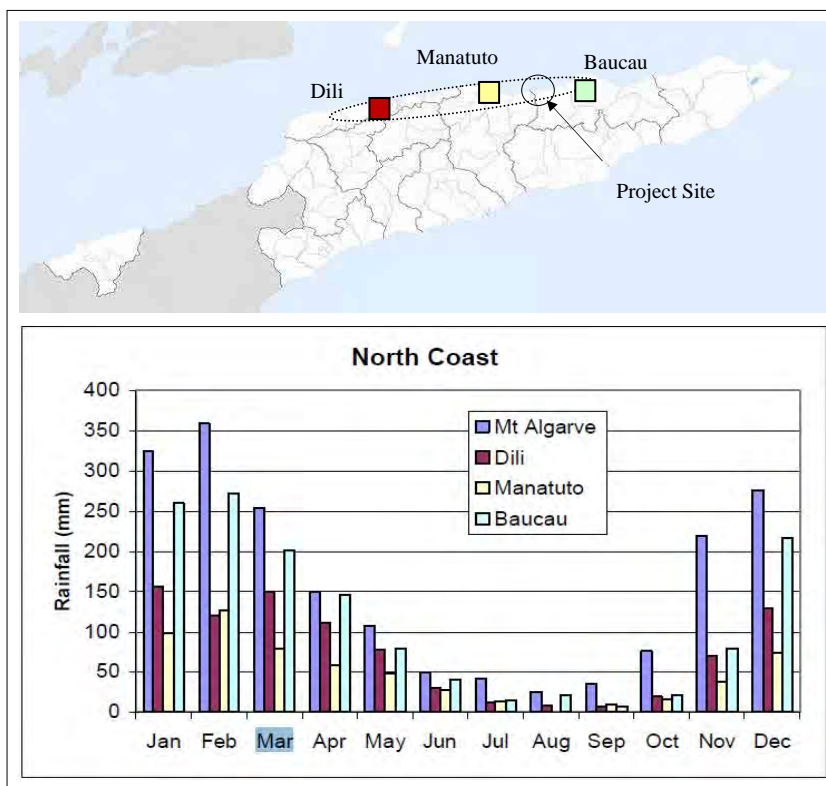 Manatuto
Baucau
Dili
Project Site
North Coast
400
350
300
250
200
150
100
50
0
Rainfall (mm)
Mt Algarve
Dili
Manatuto
Baucau
Jan Feb Mar Apr May Jun Jul Aug Sep Oct Nov Dec